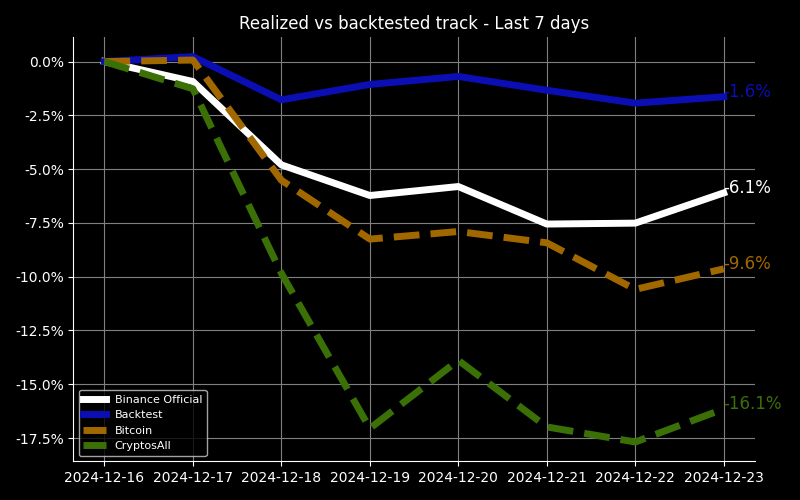 Realized vs backtested track - Last 7 days
0.0%
-2.5%
-5.0%
-7.5%
-10.0%
-12.5%
-15.0%
-17.5%
-1.6%
-6.1%
-9.6%
-16.1%
Binance Official
Backtest
Bitcoin
CryptosAll
2024-12-16 2024-12-17 2024-12-18 2024-12-19 2024-12-20 2024-12-21 2024-12-22 2024-12-23